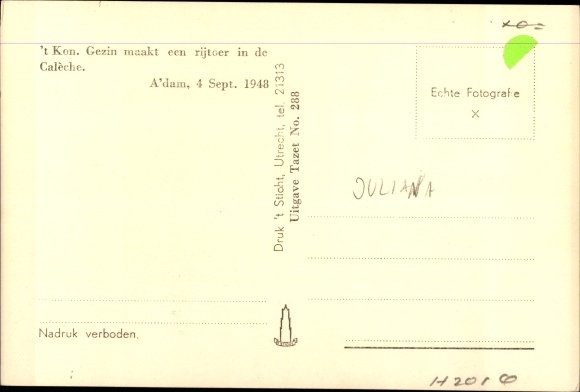 't Kon. Gezin maakt een rijtoer in de
Calèche.
A'dam, 4 Sept. 1948
Druk 't Sticht, Utrecht, tel. 21313
Uitgave Tazet No. 288
Echte Fotografie
X
JULIANA
Nadruk verboden.
H 201